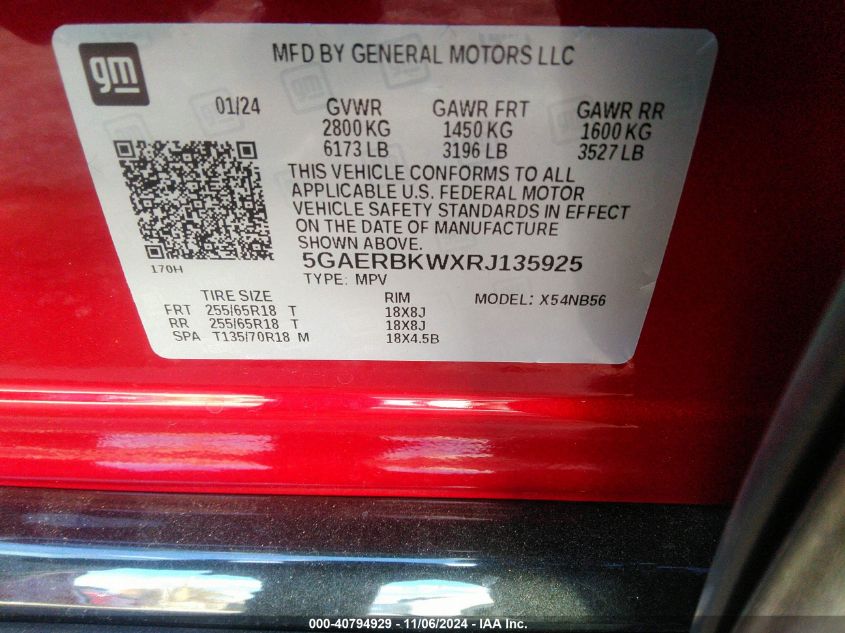 gm
MFD BY GENERAL MOTORS LLC
01/24 GVWR GAWR FRT GAWR RR
2800 KG 1450 KG 1600 KG
6173 LB 3196 LB 3527 LB
THIS VEHICLE CONFORMS TO ALL
APPLICABLE U.S. FEDERAL MOTOR
VEHICLE SAFETY STANDARDS IN EFFECT
ON THE DATE OF MANUFACTURE
SHOWN ABOVE.
170H
5GAERBKWXRJ135925
TYPE: MPV
TIRE SIZE RIM MODEL: X54NB56
FRT 255/65R18 T 18X8J
RR 255/65R18 T 18X8J
SPA T135/70R18 M 18X4.5B
000-40794929 - 11/06/2024 - IAA Inc.